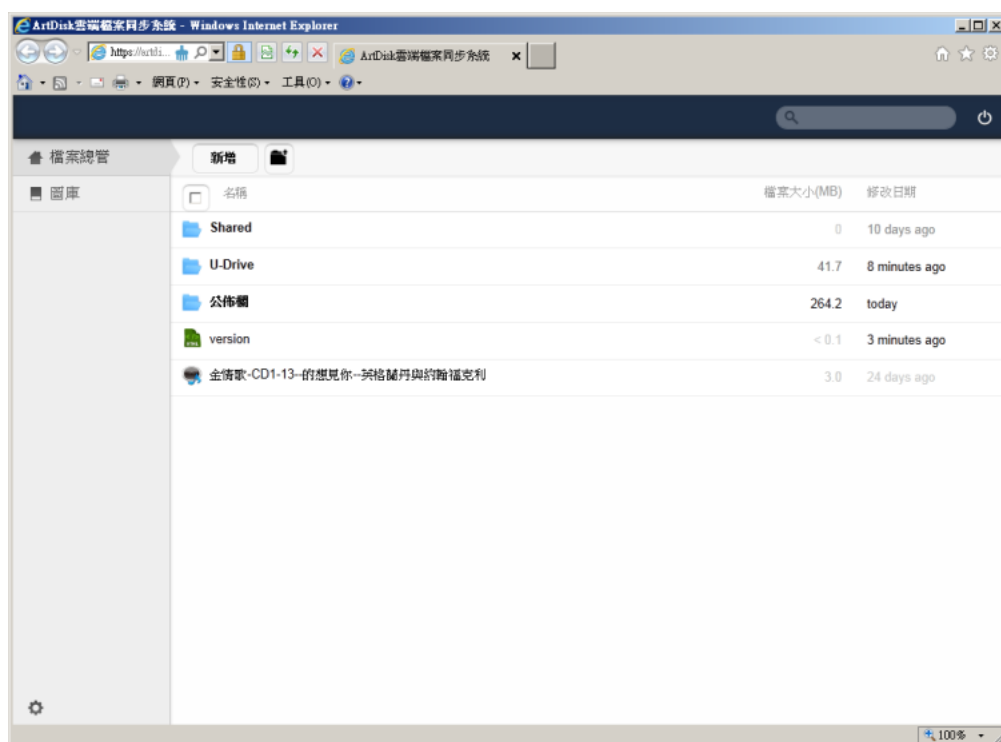 ArtDisk雲端檔案同步系統 - Windows Internet Explorer
https://artdi... ArtDisk雲端檔案同步系統
網頁(P) 安全性(S) 工具(O)
檔案總管 新增
圖庫 名稱 檔案大小(MB) 修改日期
Shared 0 10 days ago
U-Drive 41.7 8 minutes ago
公佈欄 264.2 today
version < 0.1 3 minutes ago
金情歌-CD1-13--的想見你--英格蘭丹與約翰福克利 3.0 24 days ago
100%